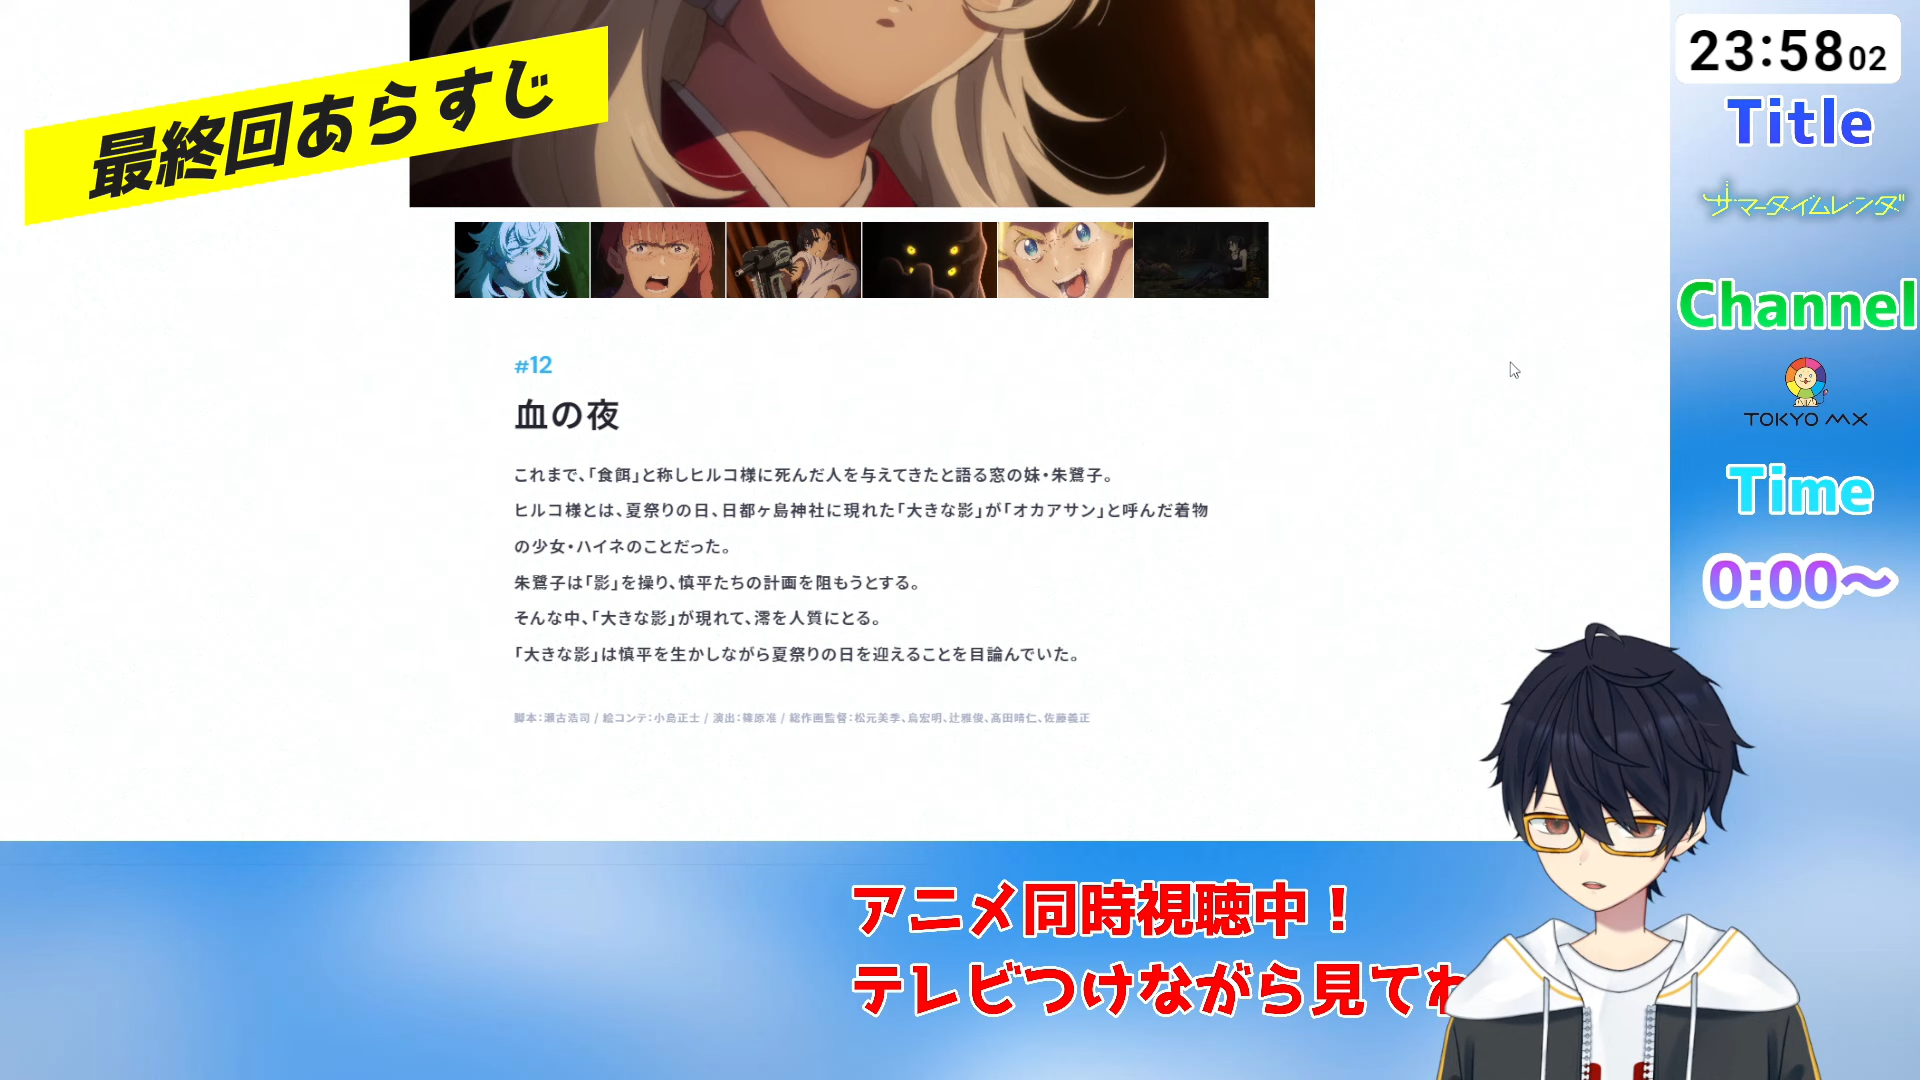 最終回あらすじ
#12
血の夜
これまで、「食餌」と称しヒルコ様に死んだ人を与えてきたと語る窓の妹・朱鷺子。
ヒルコ様とは、夏祭りの日、日都ヶ島神社に現れた「大きな影」が「オカアサン」と呼んだ着物
の少女・ハイネのことだった。
朱鷺子は「影」を操り、慎平たちの計画を阻もうとする。
そんな中、「大きな影」が現れて、澪を人質にとる。
「大きな影」は慎平を生かしながら夏祭りの日を迎えることを目論んでいた。
脚本：瀬古浩司 / 絵コンテ：小島正士 / 演出：篠原准 / 総作画監督：松元美季、烏宏明、辻雅俊、髙田晴仁、佐藤義正
23:58 02
Title
サマータイムレンダ
Channel
TOKYO MX
Time
0:00～
アニメ同時視聴中！
テレビつけながら見てね